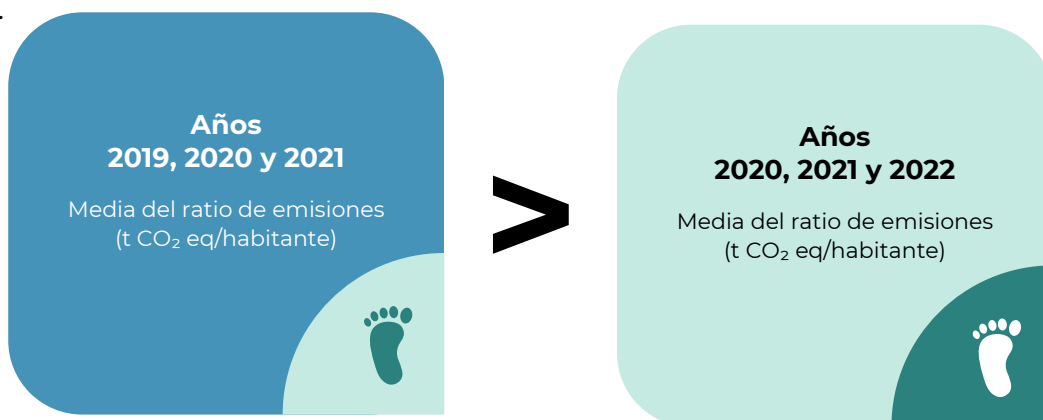 Años
2019, 2020 y 2021
Media del ratio de emisiones
(t CO₂ eq/habitante)
>
Años
2020, 2021 y 2022
Media del ratio de emisiones
(t CO₂ eq/habitante)